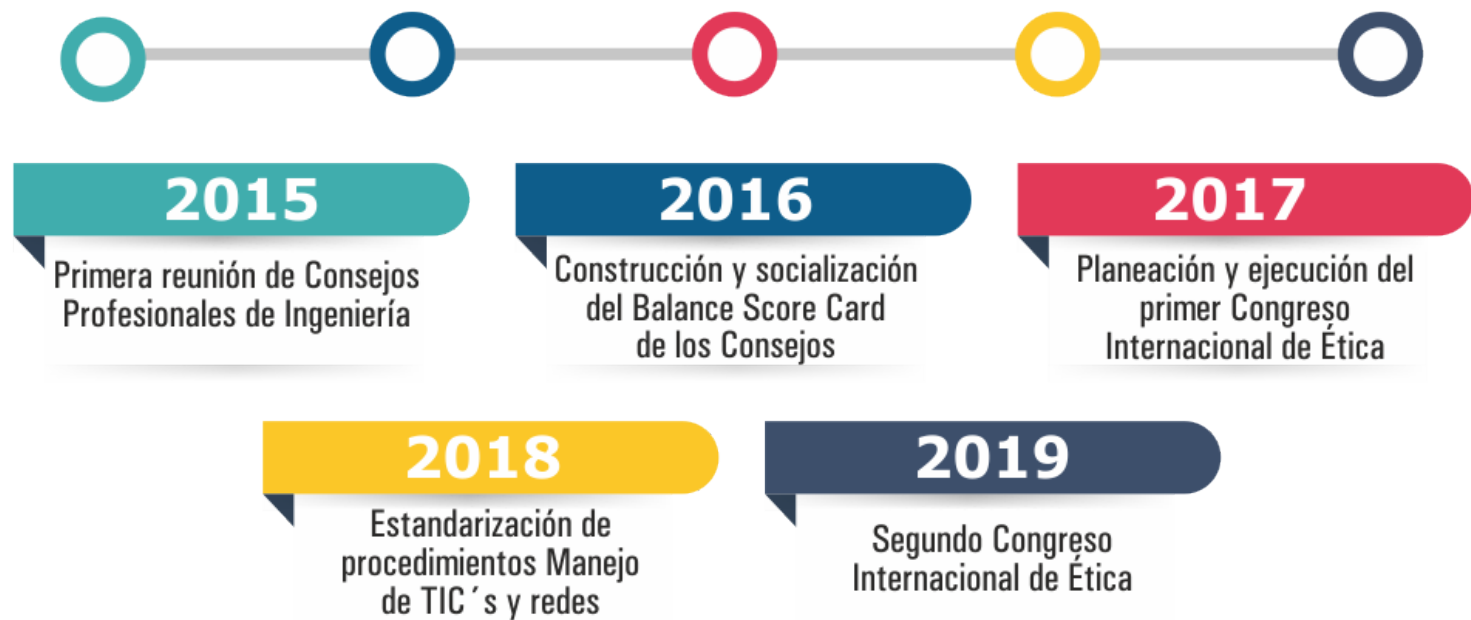 2015
Primera reunión de Consejos
Profesionales de Ingeniería
2016
Construcción y socialización
del Balance Score Card
de los Consejos
2017
Planeación y ejecución del
primer Congreso
Internacional de Ética
2018
Estandarización de
procedimientos Manejo
de TIC´s y redes
2019
Segundo Congreso
Internacional de Ética